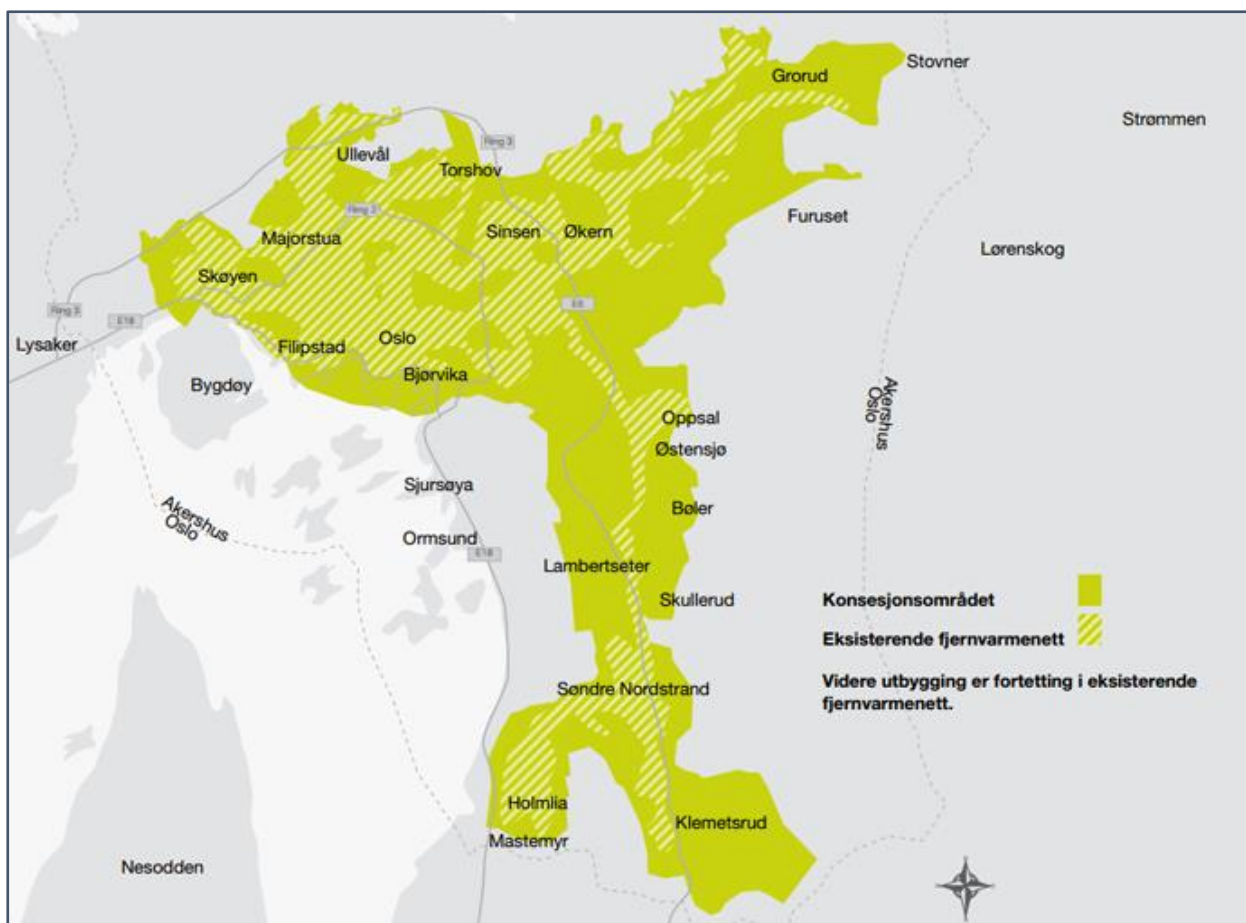 Stovner
Grorud
Strømmen
Ring 3
Ullevål
Torshov
Ring 2
Furuset
Majorstua
Sinsen
Økern
Lørenskog
Skøyen
E6
Ring 3
E18
Lysaker
Filipstad
Oslo
Bygdøy
Bjørvika
Akershus
Oslo
Oppsal
Østensjø
Sjursøya
Bøler
Akershus
Oslo
Ormsund
E18
Lambertseter
Skullerud
Konsesjonsområdet
Eksisterende fjernvarmenett
Videre utbygging er fortetting i eksisterende
fjernvarmenett.
Søndre Nordstrand
Holmlia
Klemetsrud
Mastemyr
Nesodden